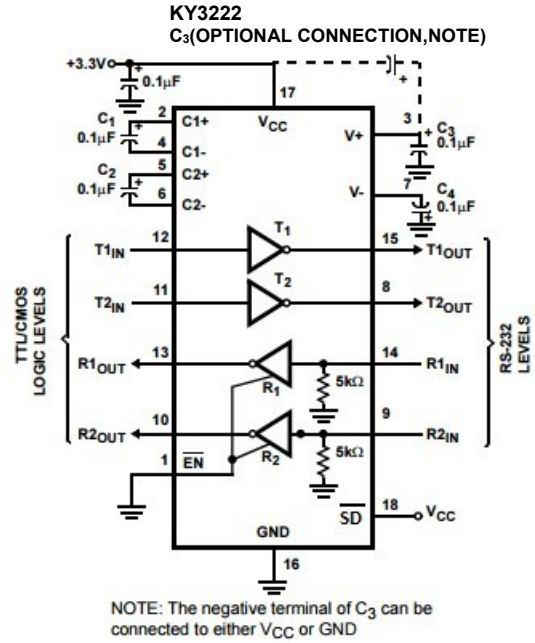 KY3222
C3(OPTIONAL CONNECTION,NOTE)
+3.3V
+
0.1µF
+
17
VCC
2
C1+
C1
0.1µF
+
4
C1-
5
C2+
C2
0.1µF
+
6
C2-
3
V+
+
C3
0.1µF
7
V-
C4
0.1µF
+
TTL/CMOS
LOGIC LEVELS
RS-232
LEVELS
T1IN
12
T1
15
T1OUT
T2IN
11
T2
8
T2OUT
R1OUT
13
R1
14
R1IN
5kΩ
R2OUT
10
R2
9
R2IN
5kΩ
1
EN
SD
18
VCC
GND
16
NOTE: The negative terminal of C3 can be
connected to either VCC or GND